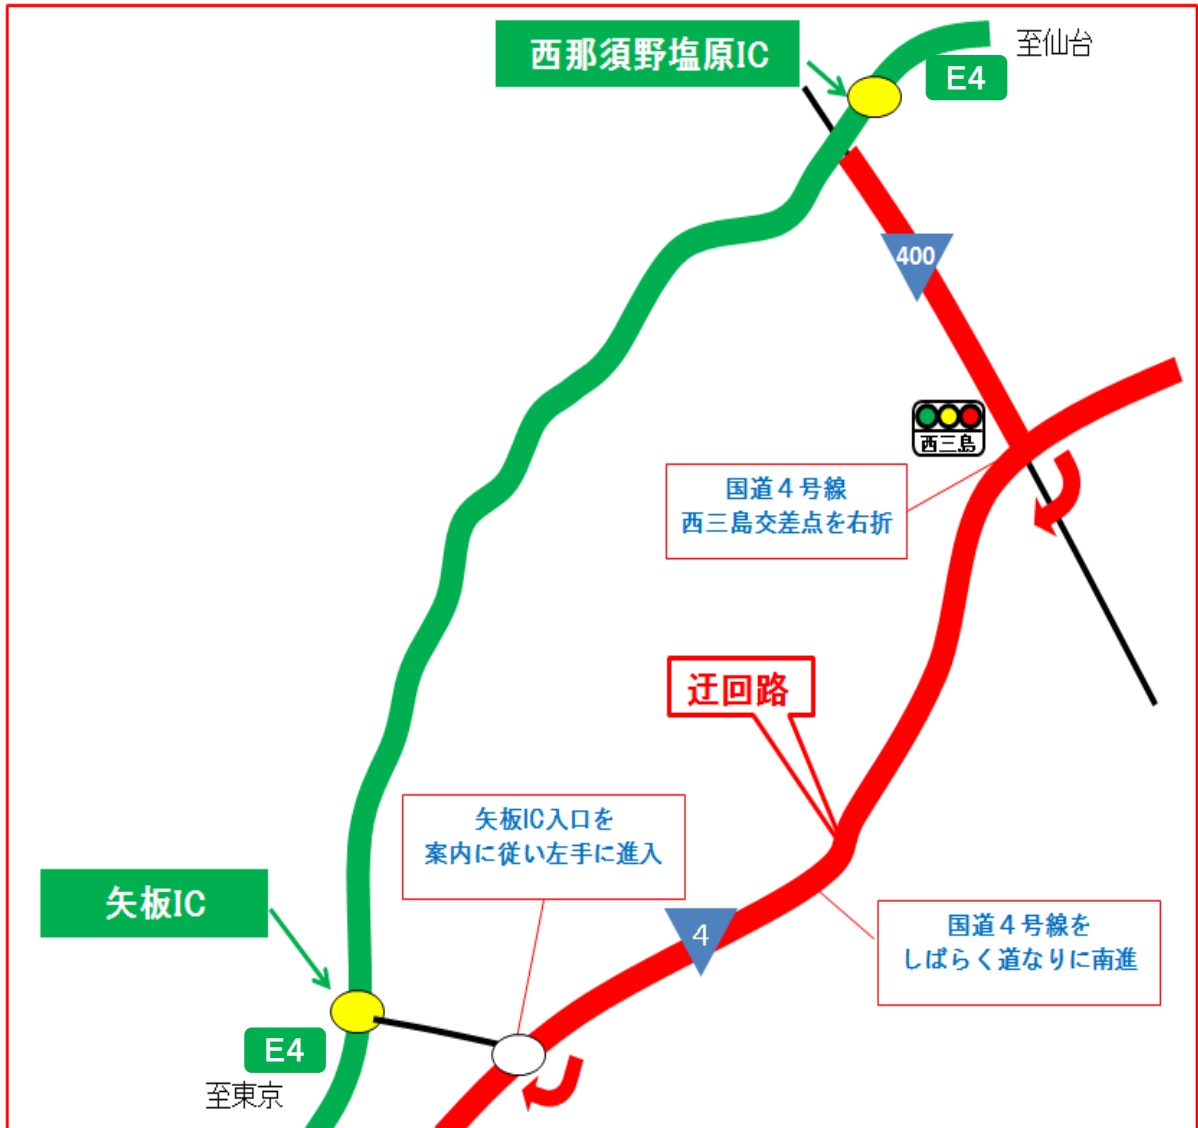 西那須野塩原IC
至仙台
E4
400
西三島
国道４号線
西三島交差点を右折
迂回路
矢板IC入口を
案内に従い左手に進入
矢板IC
4
国道４号線を
しばらく道なりに南進
E4
至東京